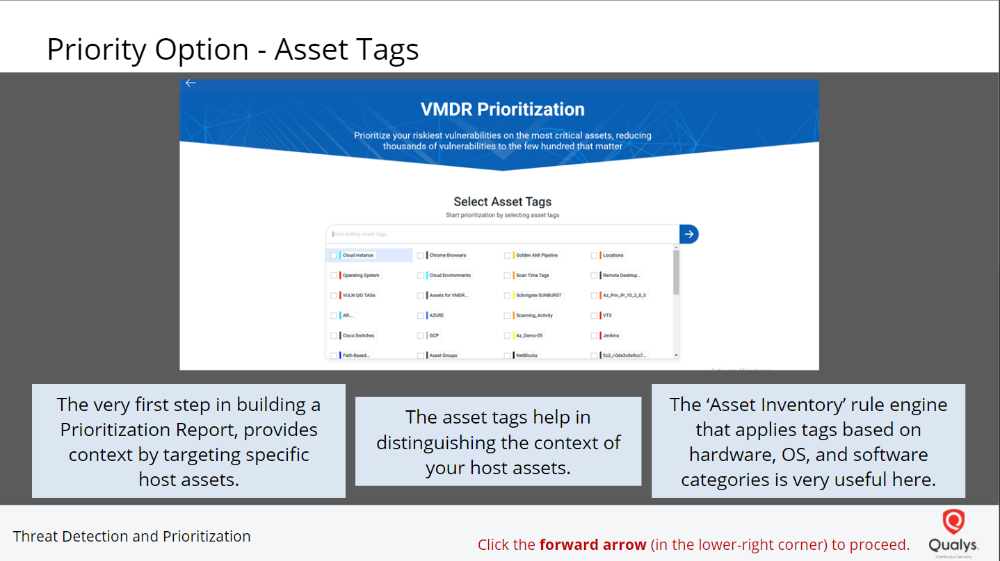 Priority Option - Asset Tags
VMDR Prioritization
Prioritize your riskiest vulnerabilities on the most critical assets, reducing
thousands of vulnerabilities to the few hundred that matter
Select Asset Tags
Start prioritization by selecting asset tags
Start Adding Asset Tags...
Cloud instance
Chrome Browsers
Golden AMI Pipeline
Locations
Operating System
Cloud Environments
Scan Time Tags
Remote Desktop...
VULN QID TAGs
Assets for VMDR...
Solorigate SUNBURST
Az_Priv_IP_10_2_0_5
AR:...
AZURE
Scanning_Activity
VTX
Cisco Switches
GCP
Az_Demo-05
Jenkins
Path-Based...
Asset Groups
NetBlocks
Ec2_i-0de3c0e9cc7...
The very first step in building a
Prioritization Report, provides
context by targeting specific
host assets.
The asset tags help in
distinguishing the context of
your host assets.
The ‘Asset Inventory’ rule engine
that applies tags based on
hardware, OS, and software
categories is very useful here.
Threat Detection and Prioritization
Click the forward arrow (in the lower-right corner) to proceed.
Qualys.
Continuous Security